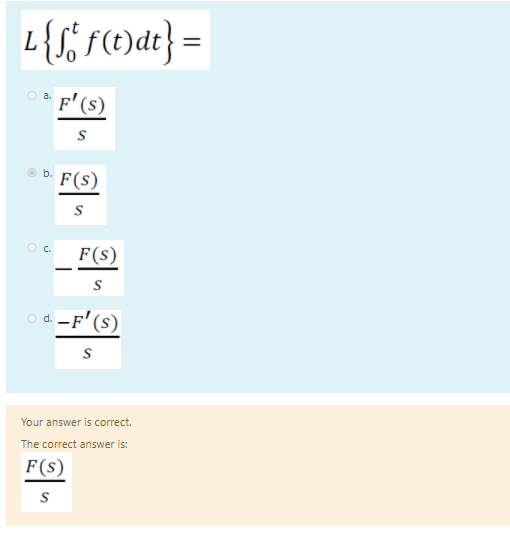 L{∫₀ᵗ f(t)dt} =
a. F'(s)
s
b. F(s)
s
c. − F(s)
s
d. −F'(s)
s
Your answer is correct.
The correct answer is:
F(s)
s